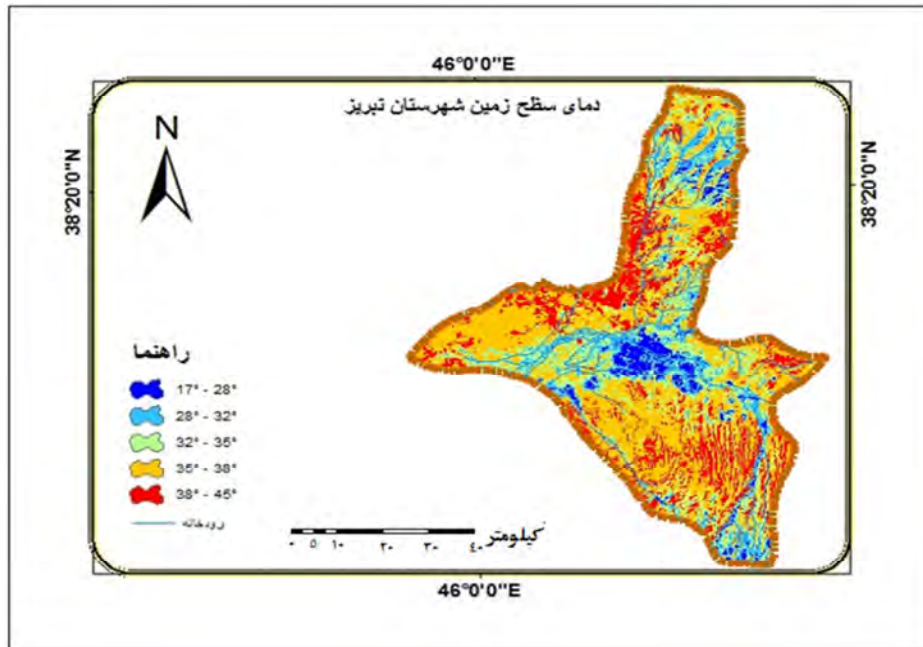 46°0'0"E
دمای سطح زمین شهرستان تبریز
N
38°20'0"N
38°20'0"N
راهنما
17° - 28°
28° - 32°
32° - 35°
35° - 38°
38° - 45°
رودخانه
کیلومتر
۰ ۵ ۱۰ ۲۰ ۳۰ ۴۰
46°0'0"E